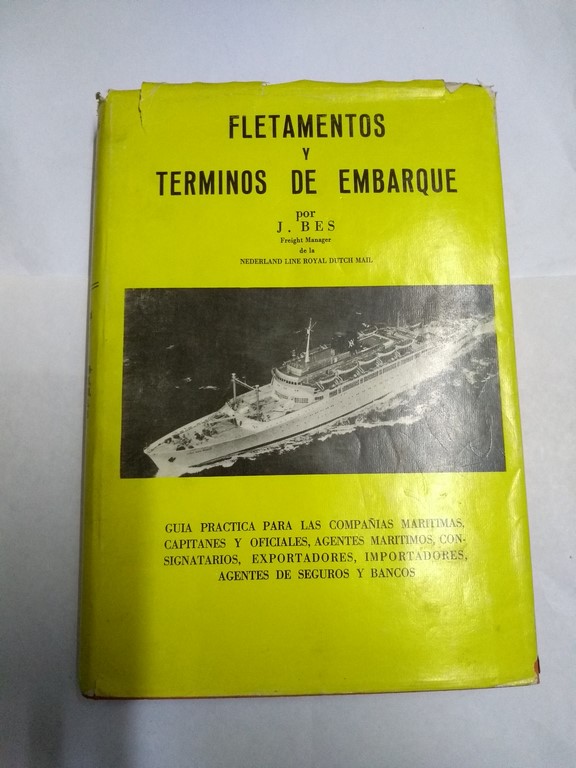 FLETAMENTOS
Y
TERMINOS DE EMBARQUE
por
J. BES
Freight Manager
de la
NEDERLAND LINE ROYAL DUTCH MAIL
GUIA PRACTICA PARA LAS COMPAÑIAS MARITIMAS,
CAPITANES Y OFICIALES, AGENTES MARITIMOS, CON-
SIGNATARIOS, EXPORTADORES, IMPORTADORES,
AGENTES DE SEGUROS Y BANCOS